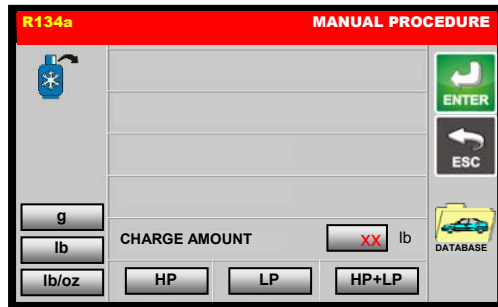 R134a MANUAL PROCEDURE
ENTER
ESC
g
CHARGE AMOUNT XX lb
DATABASE
lb
lb/oz HP LP HP+LP